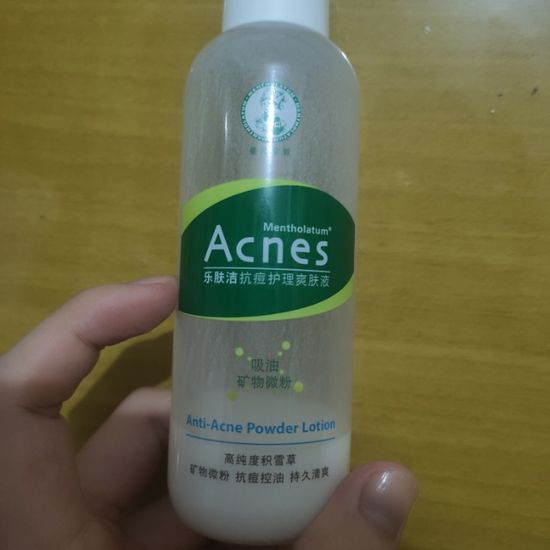 Mentholatum®
Acnes
乐肤洁抗痘护理爽肤液
吸油
矿物微粉
Anti-Acne Powder Lotion
高纯度积雪草
矿物微粉 抗痘控油 持久清爽